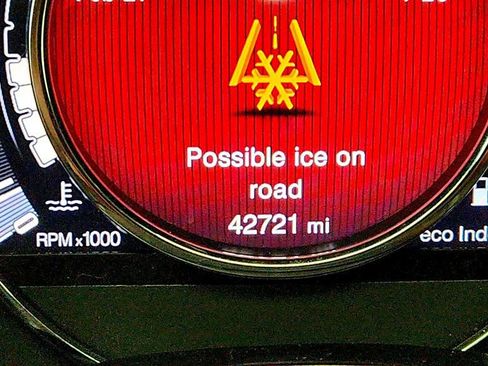 Possible ice on
road
42721 mi
RPM x1000
eco Ind